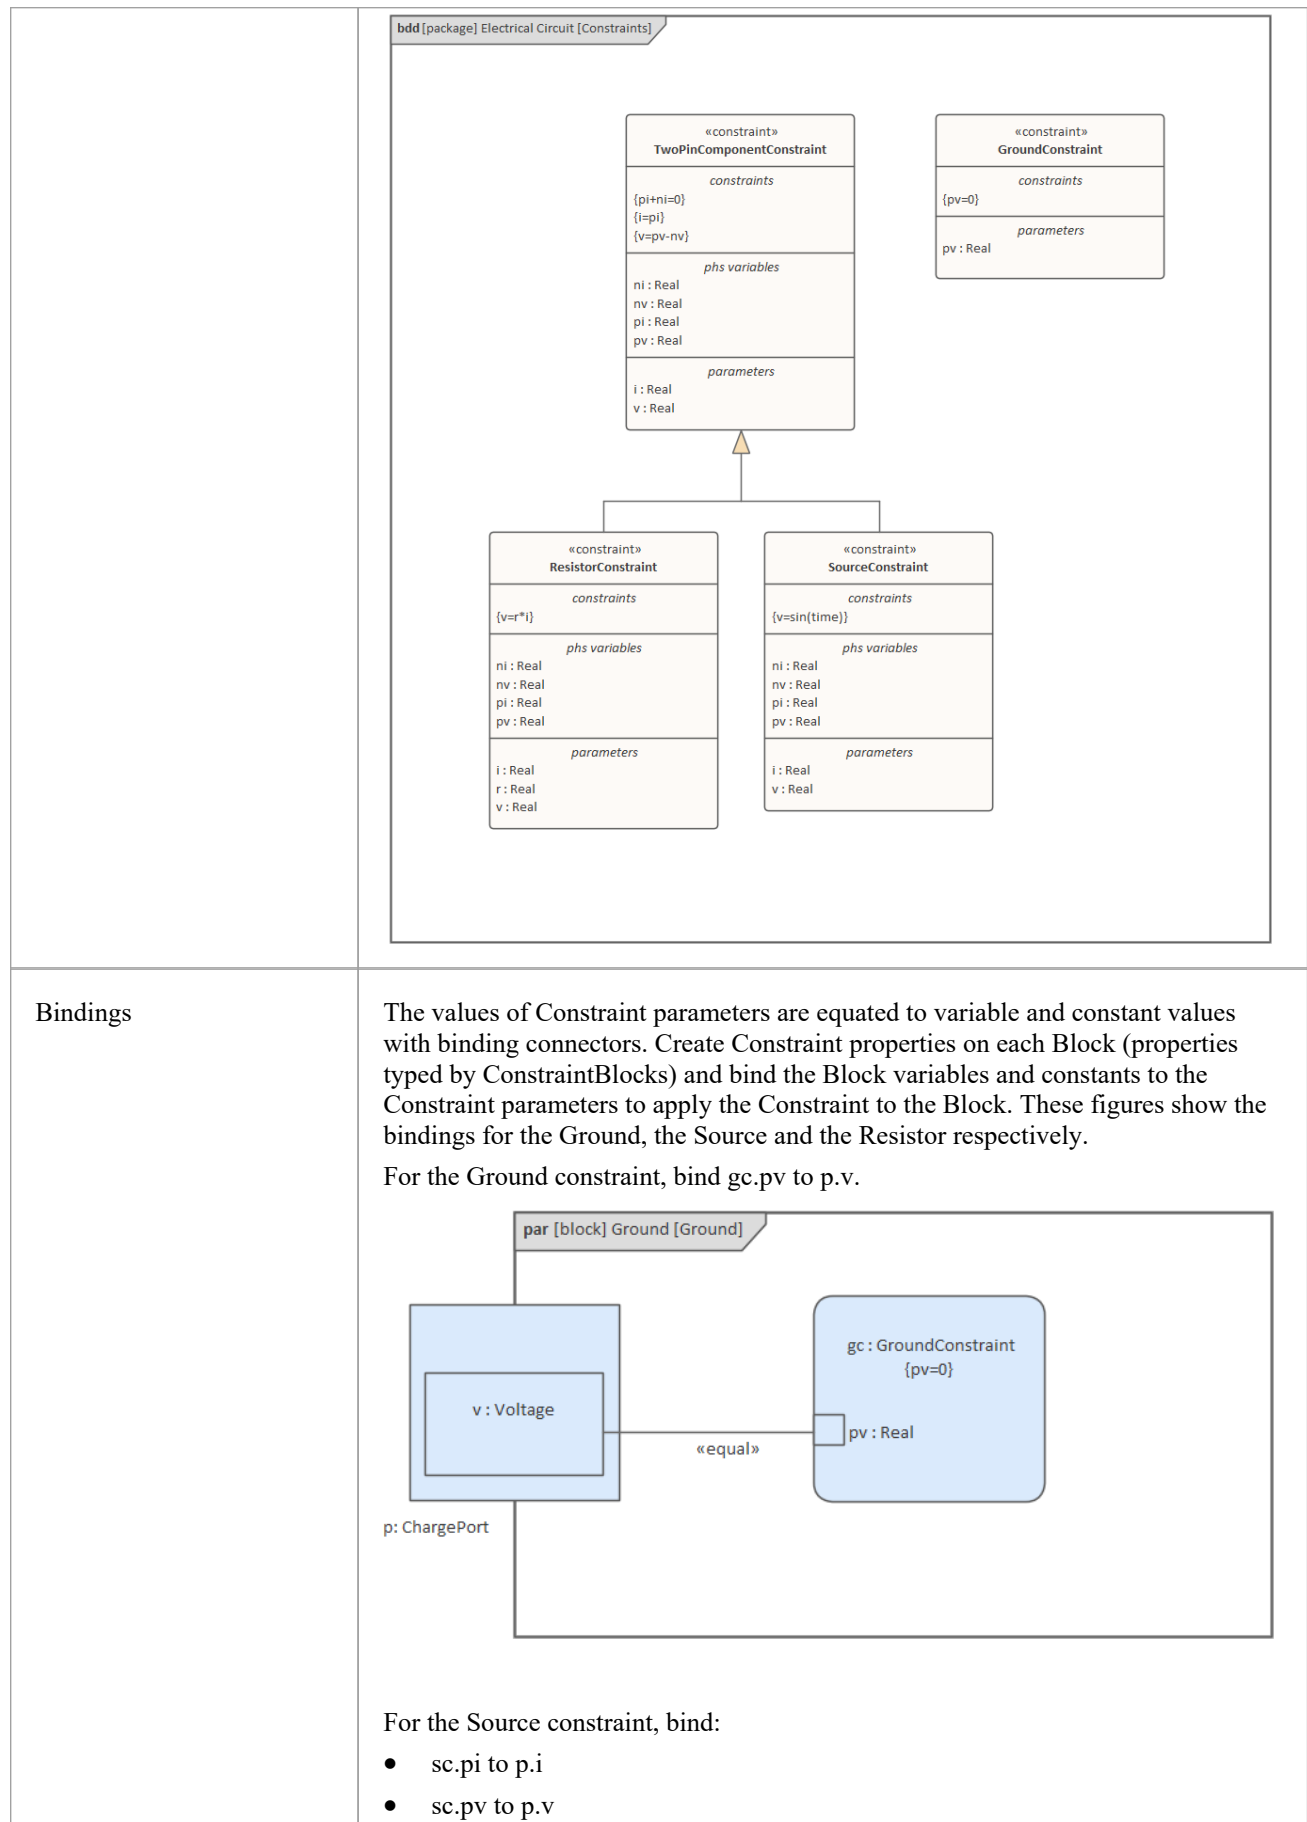 bdd [package] Electrical Circuit [Constraints]
«constraint»
TwoPinComponentConstraint
constraints
{pi+ni=0}
{i=pi}
{v=pv-nv}
phs variables
ni : Real
nv : Real
pi : Real
pv : Real
parameters
i : Real
v : Real
«constraint»
GroundConstraint
constraints
{pv=0}
parameters
pv : Real
«constraint»
ResistorConstraint
constraints
{v=r*i}
phs variables
ni : Real
nv : Real
pi : Real
pv : Real
parameters
i : Real
r : Real
v : Real
«constraint»
SourceConstraint
constraints
{v=sin(time)}
phs variables
ni : Real
nv : Real
pi : Real
pv : Real
parameters
i : Real
v : Real
Bindings
The values of Constraint parameters are equated to variable and constant values
with binding connectors. Create Constraint properties on each Block (properties
typed by ConstraintBlocks) and bind the Block variables and constants to the
Constraint parameters to apply the Constraint to the Block. These figures show the
bindings for the Ground, the Source and the Resistor respectively.
For the Ground constraint, bind gc.pv to p.v.
par [block] Ground [Ground]
v : Voltage
«equal»
gc : GroundConstraint
{pv=0}
pv : Real
p: ChargePort
For the Source constraint, bind:
• sc.pi to p.i
• sc.pv to p.v